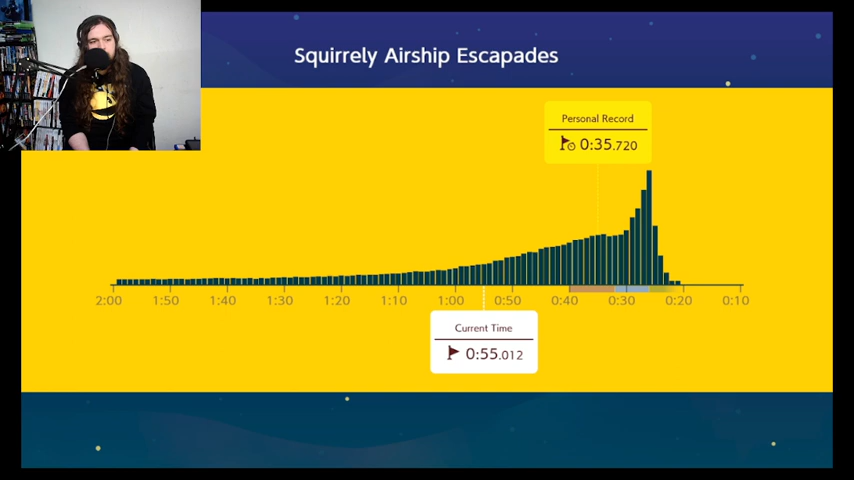 Squirrely Airship Escapades
Personal Record
0:35.720
2:00 1:50 1:40 1:30 1:20 1:10 1:00 0:50 0:40 0:30 0:20 0:10
Current Time
0:55.012